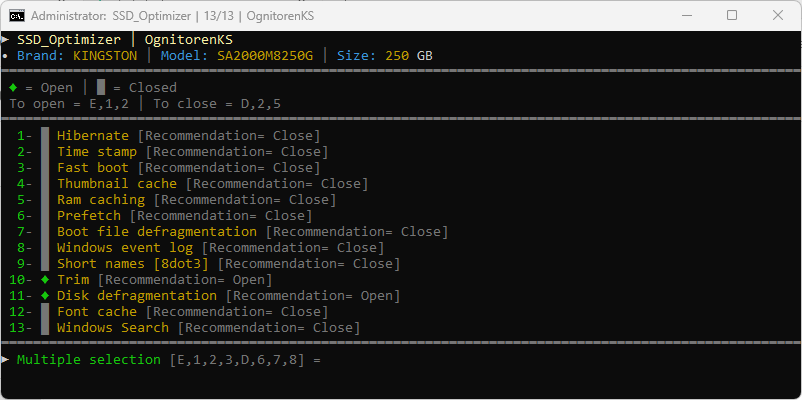 Administrator: SSD_Optimizer | 13/13 | OgnitorenKS
► SSD_Optimizer │ OgnitorenKS
• Brand: KINGSTON │ Model: SA2000M8250G │ Size: 250 GB
♦ = Open │ █ = Closed
To open = E,1,2 │ To close = D,2,5
1- █ Hibernate [Recommendation= Close]
2- █ Time stamp [Recommendation= Close]
3- █ Fast boot [Recommendation= Close]
4- █ Thumbnail cache [Recommendation= Close]
5- █ Ram caching [Recommendation= Close]
6- █ Prefetch [Recommendation= Close]
7- █ Boot file defragmentation [Recommendation= Close]
8- █ Windows event log [Recommendation= Close]
9- █ Short names [8dot3] [Recommendation= Close]
10- ♦ Trim [Recommendation= Open]
11- ♦ Disk defragmentation [Recommendation= Open]
12- █ Font cache [Recommendation= Close]
13- █ Windows Search [Recommendation= Close]
► Multiple selection [E,1,2,3,D,6,7,8] =